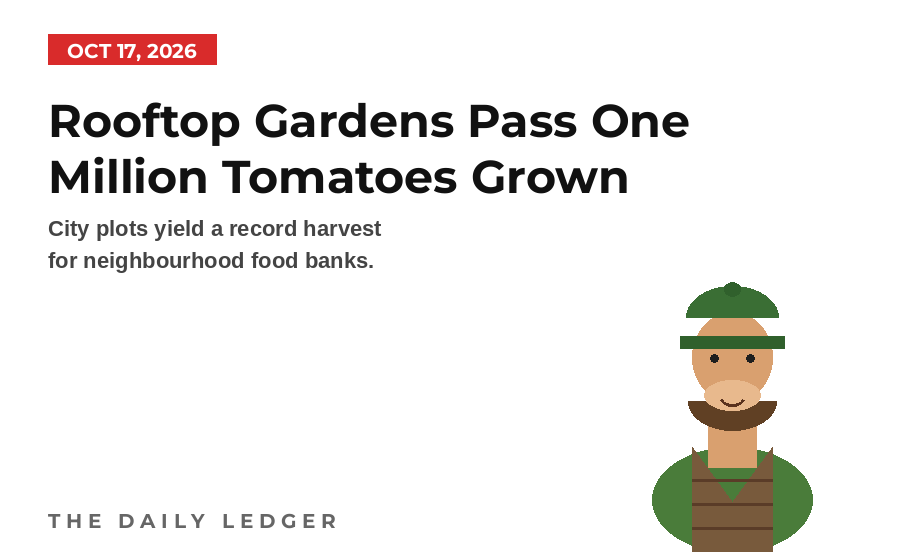 OCT 17, 2026
Rooftop Gardens Pass One
Million Tomatoes Grown
City plots yield a record harvest
for neighbourhood food banks.
THE DAILY LEDGER